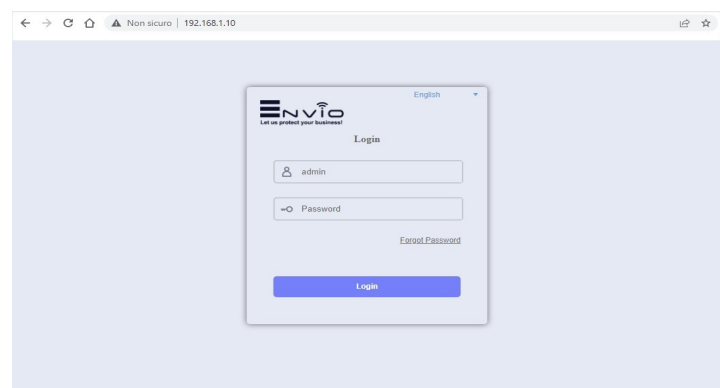 Non sicuro | 192.168.1.10
English
ENVIO
Let us protect your business!
Login
admin
Password
Forgot Password
Login